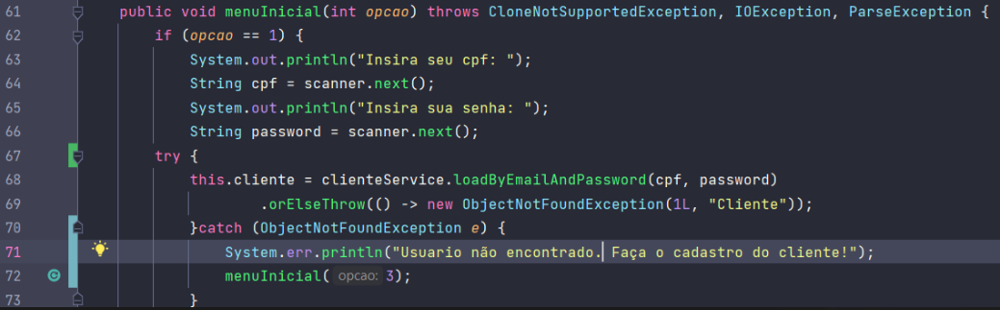 61 public void menuInicial(int opcao) throws CloneNotSupportedException, IOException, ParseException {
62 if (opcao == 1) {
63 System.out.println("Insira seu cpf: ");
64 String cpf = scanner.next();
65 System.out.println("Insira sua senha: ");
66 String password = scanner.next();
67 try {
68 this.cliente = clienteService.loadByEmailAndPassword(cpf, password)
69 .orElseThrow(() -> new ObjectNotFoundException(1L, "Cliente"));
70 }catch (ObjectNotFoundException e) {
71 System.err.println("Usuario não encontrado. Faça o cadastro do cliente!");
72 menuInicial( opcao: 3);
73 }